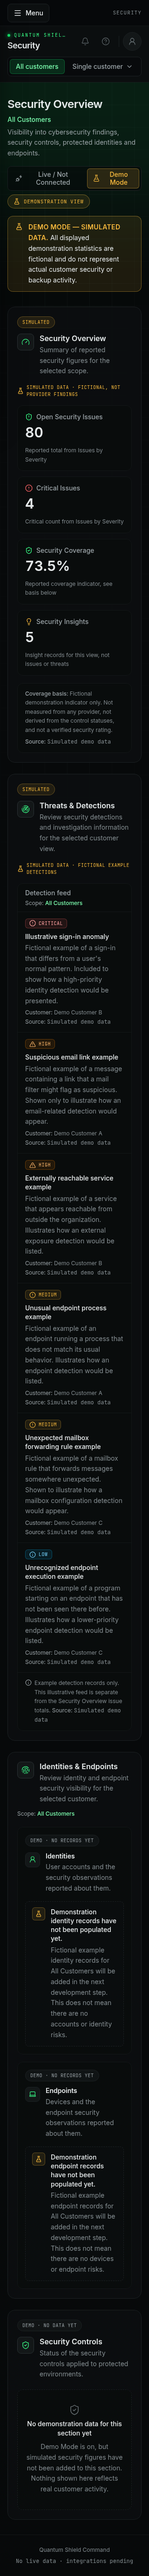 Menu
SECURITY
QUANTUM SHIEL…
Security
All customers
Single customer
Security Overview
All Customers
Visibility into cybersecurity findings,
security controls, protected identities and
endpoints.
Live / Not
Connected
Demo
Mode
DEMONSTRATION VIEW
DEMO MODE — SIMULATED
DATA. All displayed
demonstration statistics are
fictional and do not represent
actual customer security or
backup activity.
SIMULATED
Security Overview
Summary of reported
security figures for the
selected scope.
SIMULATED DATA · FICTIONAL, NOT
PROVIDER FINDINGS
Open Security Issues
80
Reported total from Issues by
Severity
Critical Issues
4
Critical count from Issues by Severity
Security Coverage
73.5%
Reported coverage indicator, see
basis below
Security Insights
5
Insight records for this view, not
issues or threats
Coverage basis: Fictional
demonstration indicator only. Not
measured from any provider, not
derived from the control statuses,
and not a verified security rating.
Source: Simulated demo data
SIMULATED
Threats & Detections
Review security detections
and investigation information
for the selected customer
view.
SIMULATED DATA · FICTIONAL EXAMPLE
DETECTIONS
Detection feed
Scope: All Customers
CRITICAL
Illustrative sign-in anomaly
Fictional example of a sign-in
that differs from a user's
normal pattern. Included to
show how a high-priority
identity detection would be
presented.
Customer: Demo Customer B
Source: Simulated demo data
HIGH
Suspicious email link example
Fictional example of a
message containing a link
that a mail filter might flag as suspicious.
Shown only to illustrate how an
email-related detection would
appear.
Customer: Demo Customer A
Source: Simulated demo data
HIGH
Externally reachable service
example
Fictional example of a service
that appears reachable from
outside the organization.
Illustrates how an external
exposure detection would be
listed.
Customer: Demo Customer B
Source: Simulated demo data
MEDIUM
Unusual endpoint process
example
Fictional example of an
endpoint running a process that
does not match its usual
behavior. Illustrates how an
endpoint detection would be
listed.
Customer: Demo Customer A
Source: Simulated demo data
MEDIUM
Unexpected mailbox
forwarding rule example
Fictional example of a mailbox
rule that forwards messages
somewhere unexpected.
Shown to illustrate how a
mailbox configuration detection
would appear.
Customer: Demo Customer C
Source: Simulated demo data
LOW
Unrecognized endpoint
execution example
Fictional example of a program
starting on an endpoint that has
not been seen there before.
Illustrates how a lower-priority
endpoint detection would be
listed.
Customer: Demo Customer C
Source: Simulated demo data
Example detection records only.
This illustrative feed is separate
from the Security Overview issue
totals. Source: Simulated demo
data
Identities & Endpoints
Review identity and endpoint
security visibility for the
selected customer.
Scope: All Customers
DEMO · NO RECORDS YET
Identities
User accounts and the
security observations
reported about them.
Demonstration
identity records have
not been populated
yet.
Fictional example
identity records for
All Customers will be
added in the next
development step.
This does not mean
there are no
accounts or identity
risks.
DEMO · NO RECORDS YET
Endpoints
Devices and the
endpoint security
observations reported
about them.
Demonstration
endpoint records
have not been
populated yet.
Fictional example
endpoint records for
All Customers will be
added in the next
development step.
This does not mean
there are no devices
or endpoint risks.
DEMO · NO DATA YET
Security Controls
Status of the security
controls applied to protected
environments.
No demonstration data for this
section yet
Demo Mode is on, but
simulated security figures have
not been added to this section.
Nothing shown here reflects
real customer activity.
Quantum Shield Command
No live data · integrations pending